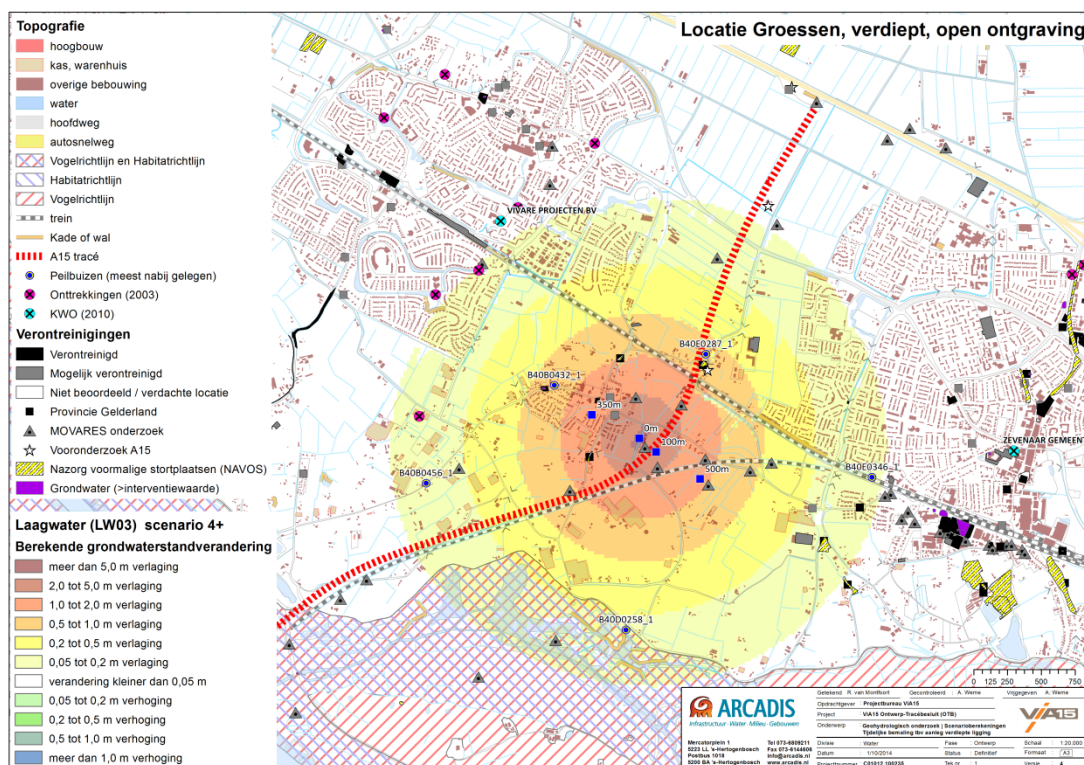 Locatie Groessen, verdiept, open ontgraving
Topografie
hoogbouw
kas, warenhuis
overige bebouwing
water
hoofdweg
autosnelweg
Vogelrichtlijn en Habitatrichtlijn
Habitatrichtlijn
Vogelrichtlijn
trein
Kade of wal
A15 tracé
Peilbuizen (meest nabij gelegen)
Onttrekkingen (2003)
KWO (2010)
Verontreinigingen
Verontreinigd
Mogelijk verontreinigd
Niet beoordeeld / verdachte locatie
Provincie Gelderland
MOVARES onderzoek
Vooronderzoek A15
Nazorg voormalige stortplaatsen (NAVOS)
Grondwater (>interventiewaarde)
Laagwater (LW03) scenario 4+
Berekende grondwaterstandverandering
meer dan 5,0 m verlaging
2,0 tot 5,0 m verlaging
1,0 tot 2,0 m verlaging
0,5 tot 1,0 m verlaging
0,2 tot 0,5 m verlaging
0,05 tot 0,2 m verlaging
verandering kleiner dan 0,05 m
0,05 tot 0,2 m verhoging
0,2 tot 0,5 m verhoging
0,5 tot 1,0 m verhoging
meer dan 1,0 m verhoging
VIVARE PROJECTEN BV
B40E0287_1
B40B0432_1
350m
0m
100m
500m
B40B0456_1
B40E0346_1
ZEVENAAR GEMEEN
B40D0258_1
0 125 250 500 750
ARCADIS
Infrastructuur · Water · Milieu · Gebouwen
Mercatorplein 1
5223 LL 's-Hertogenbosch
Postbus 1018
5200 BA 's-Hertogenbosch
Tel 073-6809211
Fax 073-6144606
info@arcadis.nl
www.arcadis.nl
Getekend R. van Montfoort Gecontroleerd : A. Weme Vrijgegeven A. Weme
Opdrachtgever Projectbureau ViA15
Project ViA15 Ontwerp-Tracébesluit (OTB)
Onderwerp Geohydrologisch onderzoek | Scenarioberekeningen
Tijdelijke bemaling tbv aanleg verdiepte ligging
ViA15
Divisie Water Fase : Ontwerp Schaal : 1:20.000
Datum : 1/10/2014 Status : Definitief Formaat : A3
Projectnummer C01012.100235 Tek.nr : 1 Versie : 4